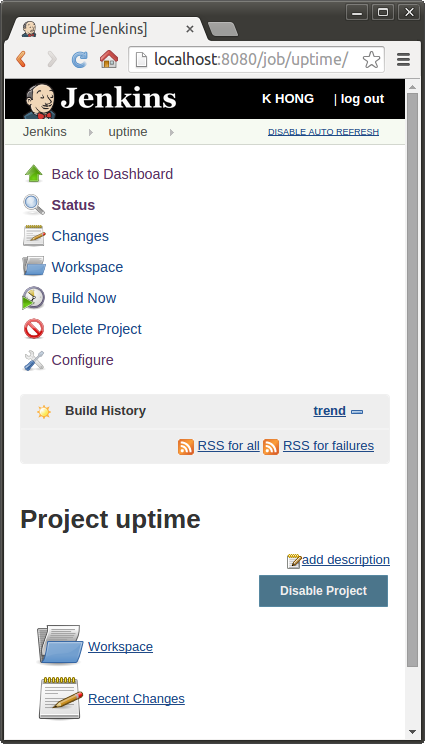 uptime [Jenkins]
localhost:8080/job/uptime/
Jenkins K HONG | log out
Jenkins uptime DISABLE AUTO REFRESH
Back to Dashboard
Status
Changes
Workspace
Build Now
Delete Project
Configure
Build History trend
RSS for all RSS for failures
Project uptime
add description
Disable Project
Workspace
Recent Changes